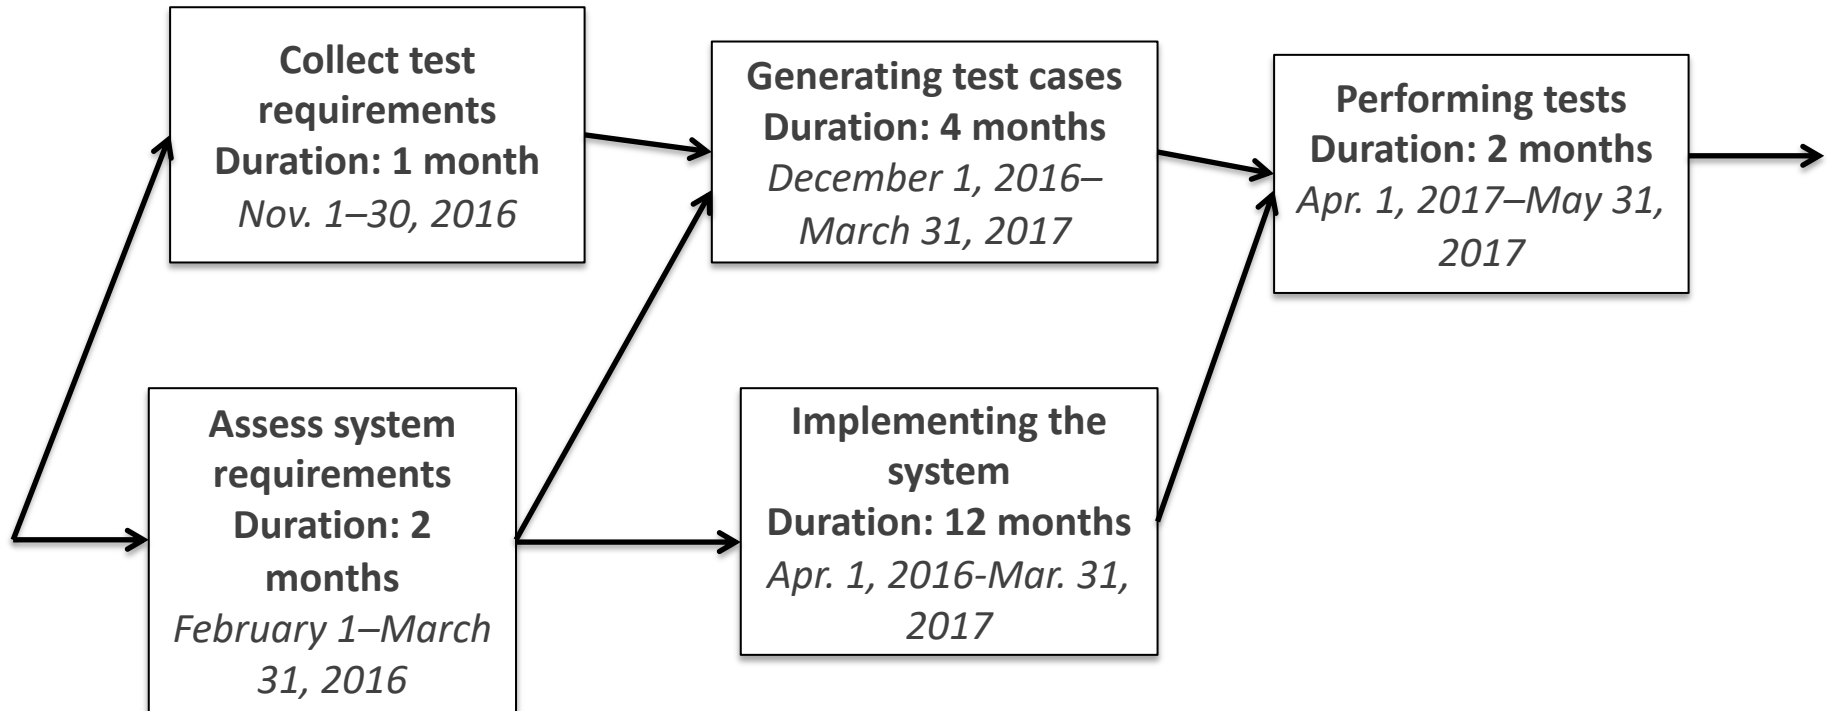 Collect test
requirements
Duration: 1 month
Nov. 1–30, 2016
Generating test cases
Duration: 4 months
December 1, 2016–
March 31, 2017
Performing tests
Duration: 2 months
Apr. 1, 2017–May 31,
2017
Assess system
requirements
Duration: 2
months
February 1–March
31, 2016
Implementing the
system
Duration: 12 months
Apr. 1, 2016-Mar. 31,
2017